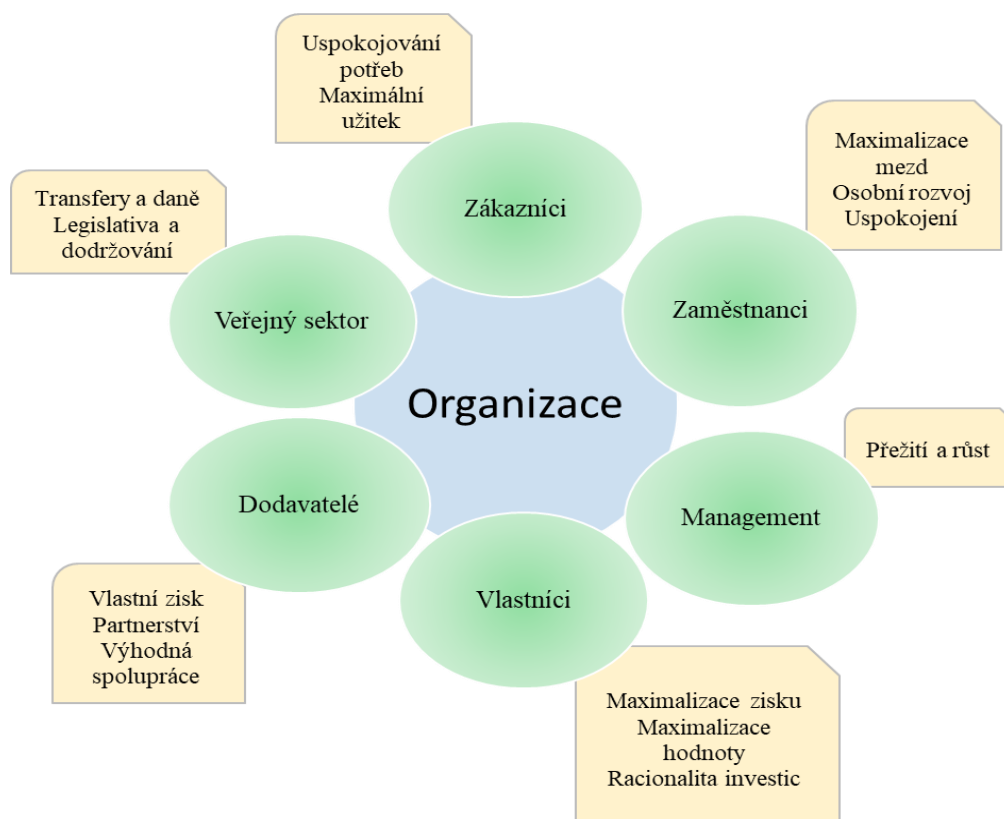 Uspokojování
potřeb
Maximální
užitek
Zákazníci
Maximalizace
mezd
Osobní rozvoj
Uspokojení
Zaměstnanci
Transfery a daně
Legislativa a
dodržování
Veřejný sektor
Organizace
Přežití a růst
Management
Dodavatelé
Vlastní zisk
Partnerství
Výhodná
spolupráce
Vlastníci
Maximalizace zisku
Maximalizace
hodnoty
Racionalita investic